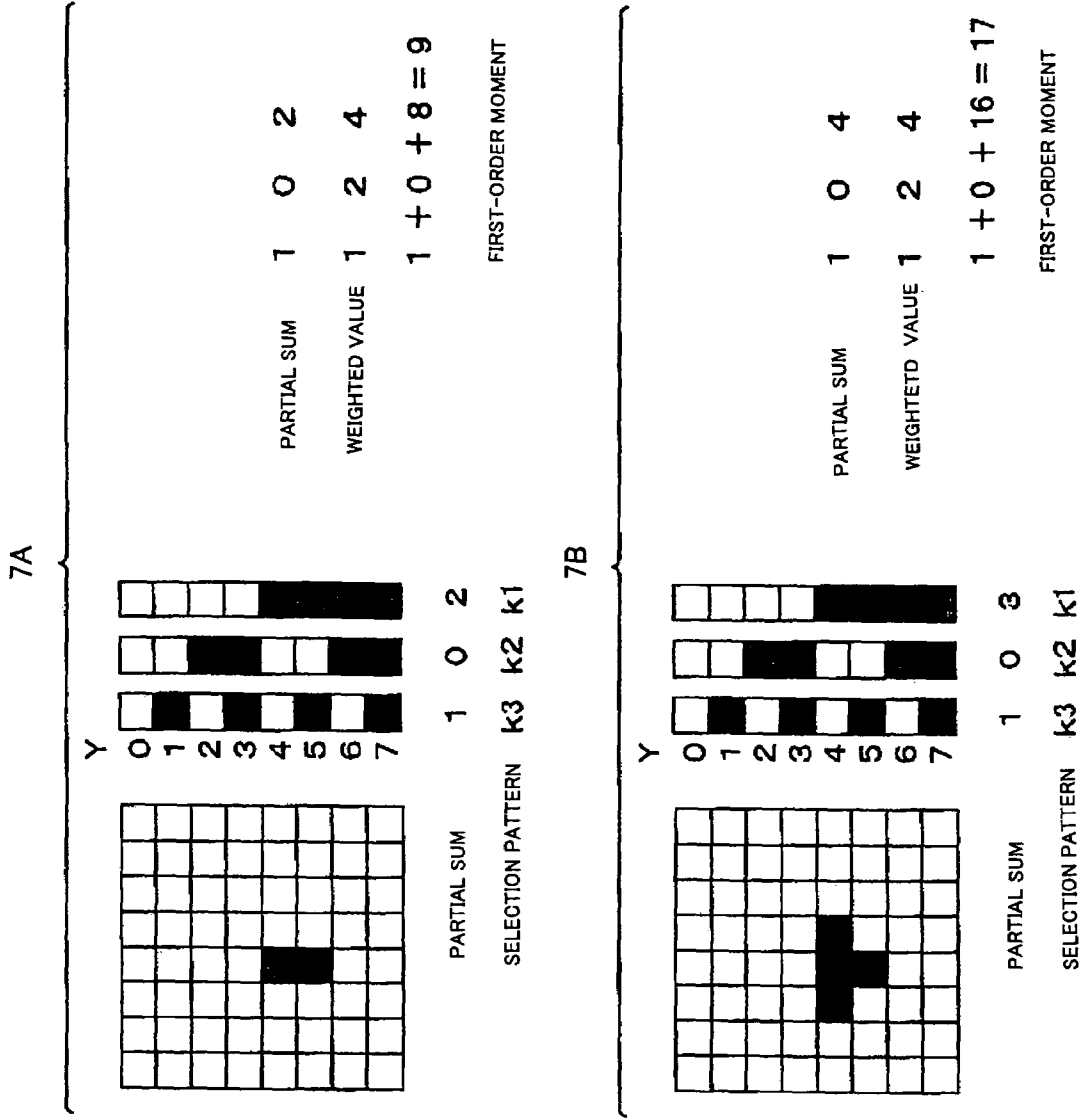 7A
Y
0
1
2
3
4
5
6
7
PARTIAL SUM 1 0 2
SELECTION PATTERN k3 k2 k1
PARTIAL SUM 1 0 2
WEIGHTED VALUE 1 2 4
1 + 0 + 8 = 9
FIRST-ORDER MOMENT
7B
Y
0
1
2
3
4
5
6
7
PARTIAL SUM 1 0 3
SELECTION PATTERN k3 k2 k1
PARTIAL SUM 1 0 4
WEIGHTETD VALUE 1 2 4
1 + 0 + 16 = 17
FIRST-ORDER MOMENT